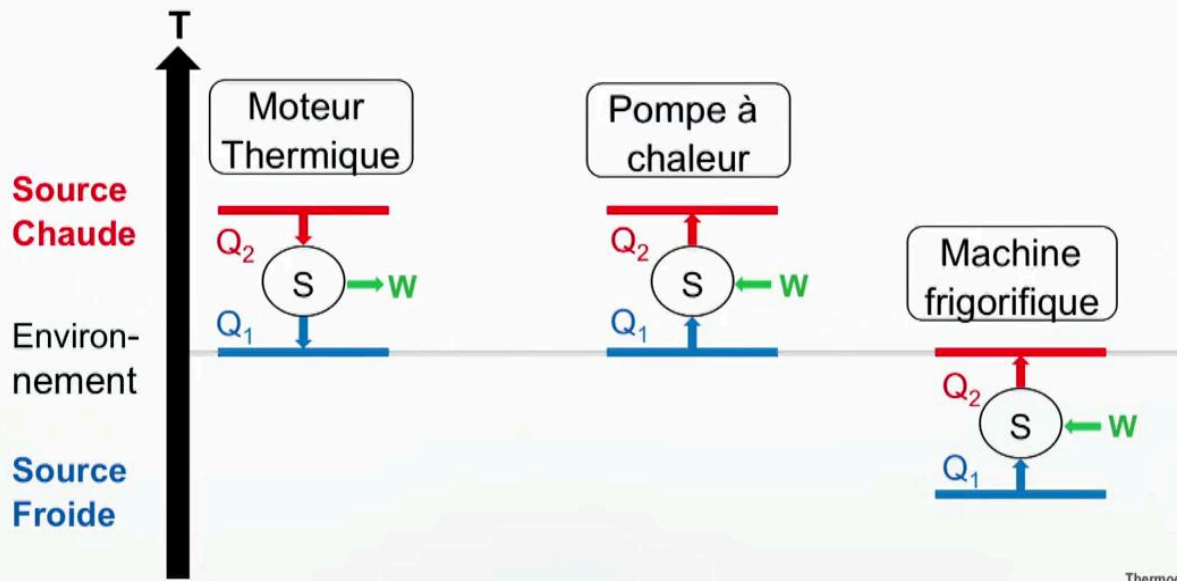 T
Moteur
Thermique
Pompe à
chaleur
Source
Chaude
Q2
S
W
Q2
S
W
Machine
frigorifique
Q1
Q1
Environ-
nement
Q2
S
W
Source
Froide
Q1